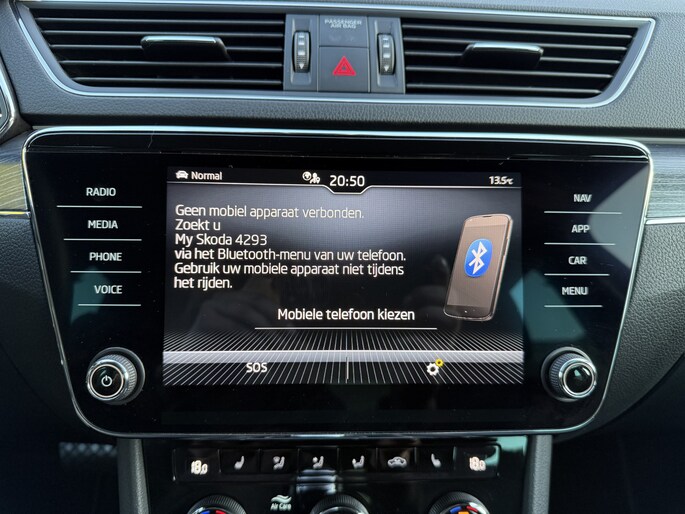 PASSENGER
AIR BAG
Normal
20:50
13.5°C
RADIO
MEDIA
PHONE
VOICE
Geen mobiel apparaat verbonden.
Zoekt u
My Skoda 4293
via het Bluetooth-menu van uw telefoon.
Gebruik uw mobiele apparaat niet tijdens
het rijden.
Mobiele telefoon kiezen
SOS
NAV
APP
CAR
MENU
18.0
18.0
Air Care